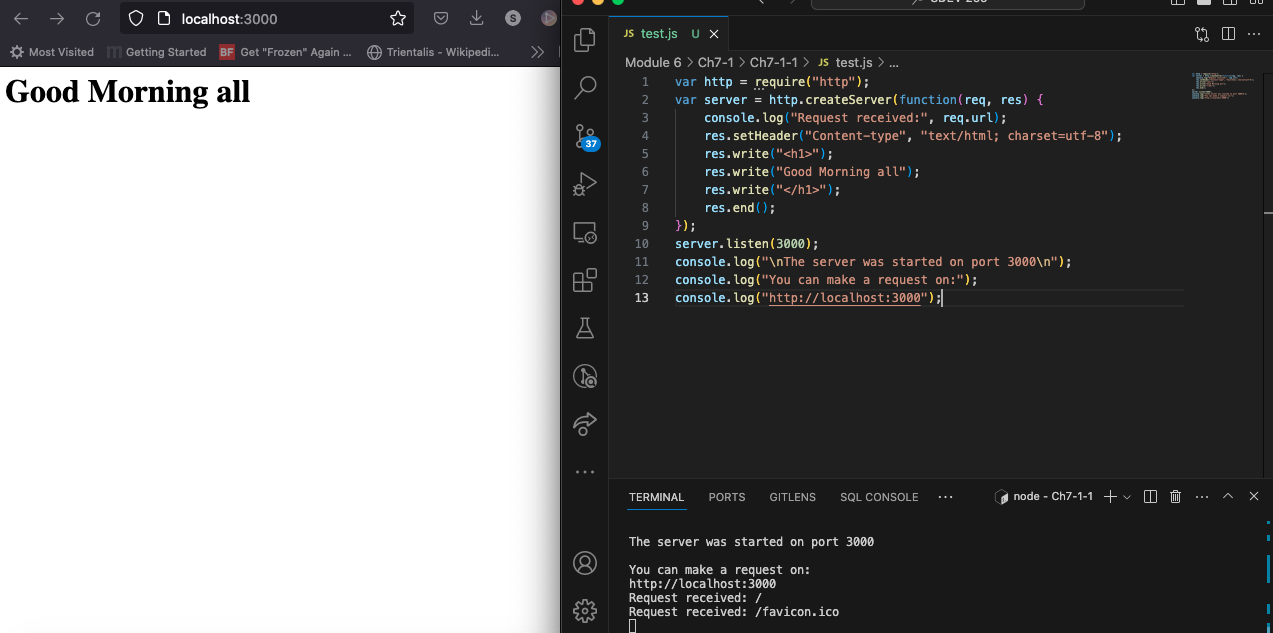 localhost:3000
S
Most Visited
Getting Started
BF Get "Frozen" Again ...
Trientalis - Wikipedi...
Good Morning all
JS test.js U
Module 6 > Ch7-1 > Ch7-1-1 > JS test.js > ...
1 var http = require("http");
2 var server = http.createServer(function(req, res) {
3 console.log("Request received:", req.url);
4 res.setHeader("Content-type", "text/html; charset=utf-8");
5 res.write("<h1>");
6 res.write("Good Morning all");
7 res.write("</h1>");
8 res.end();
9 });
10 server.listen(3000);
11 console.log("\nThe server was started on port 3000\n");
12 console.log("You can make a request on:");
13 console.log("http://localhost:3000");
37
TERMINAL PORTS GITLENS SQL CONSOLE ...
node - Ch7-1-1
The server was started on port 3000
You can make a request on:
http://localhost:3000
Request received: /
Request received: /favicon.ico